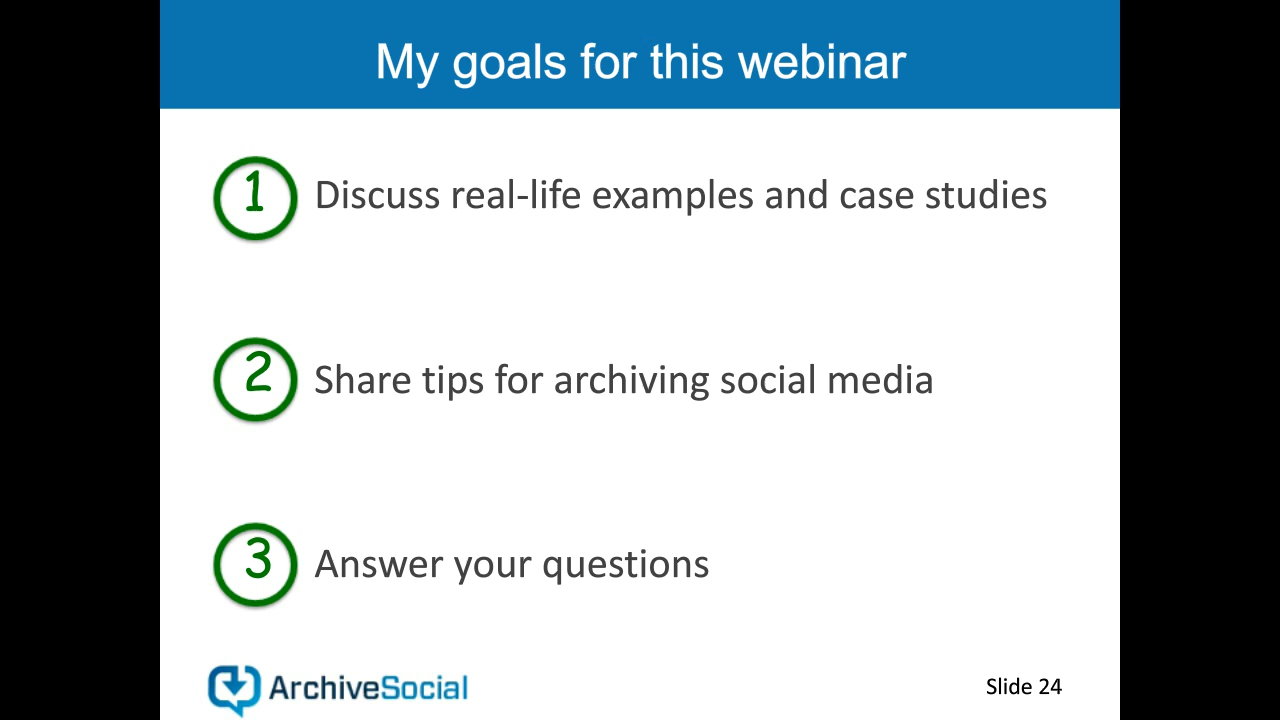 My goals for this webinar
1 Discuss real-life examples and case studies
2 Share tips for archiving social media
3 Answer your questions
ArchiveSocial
Slide 24